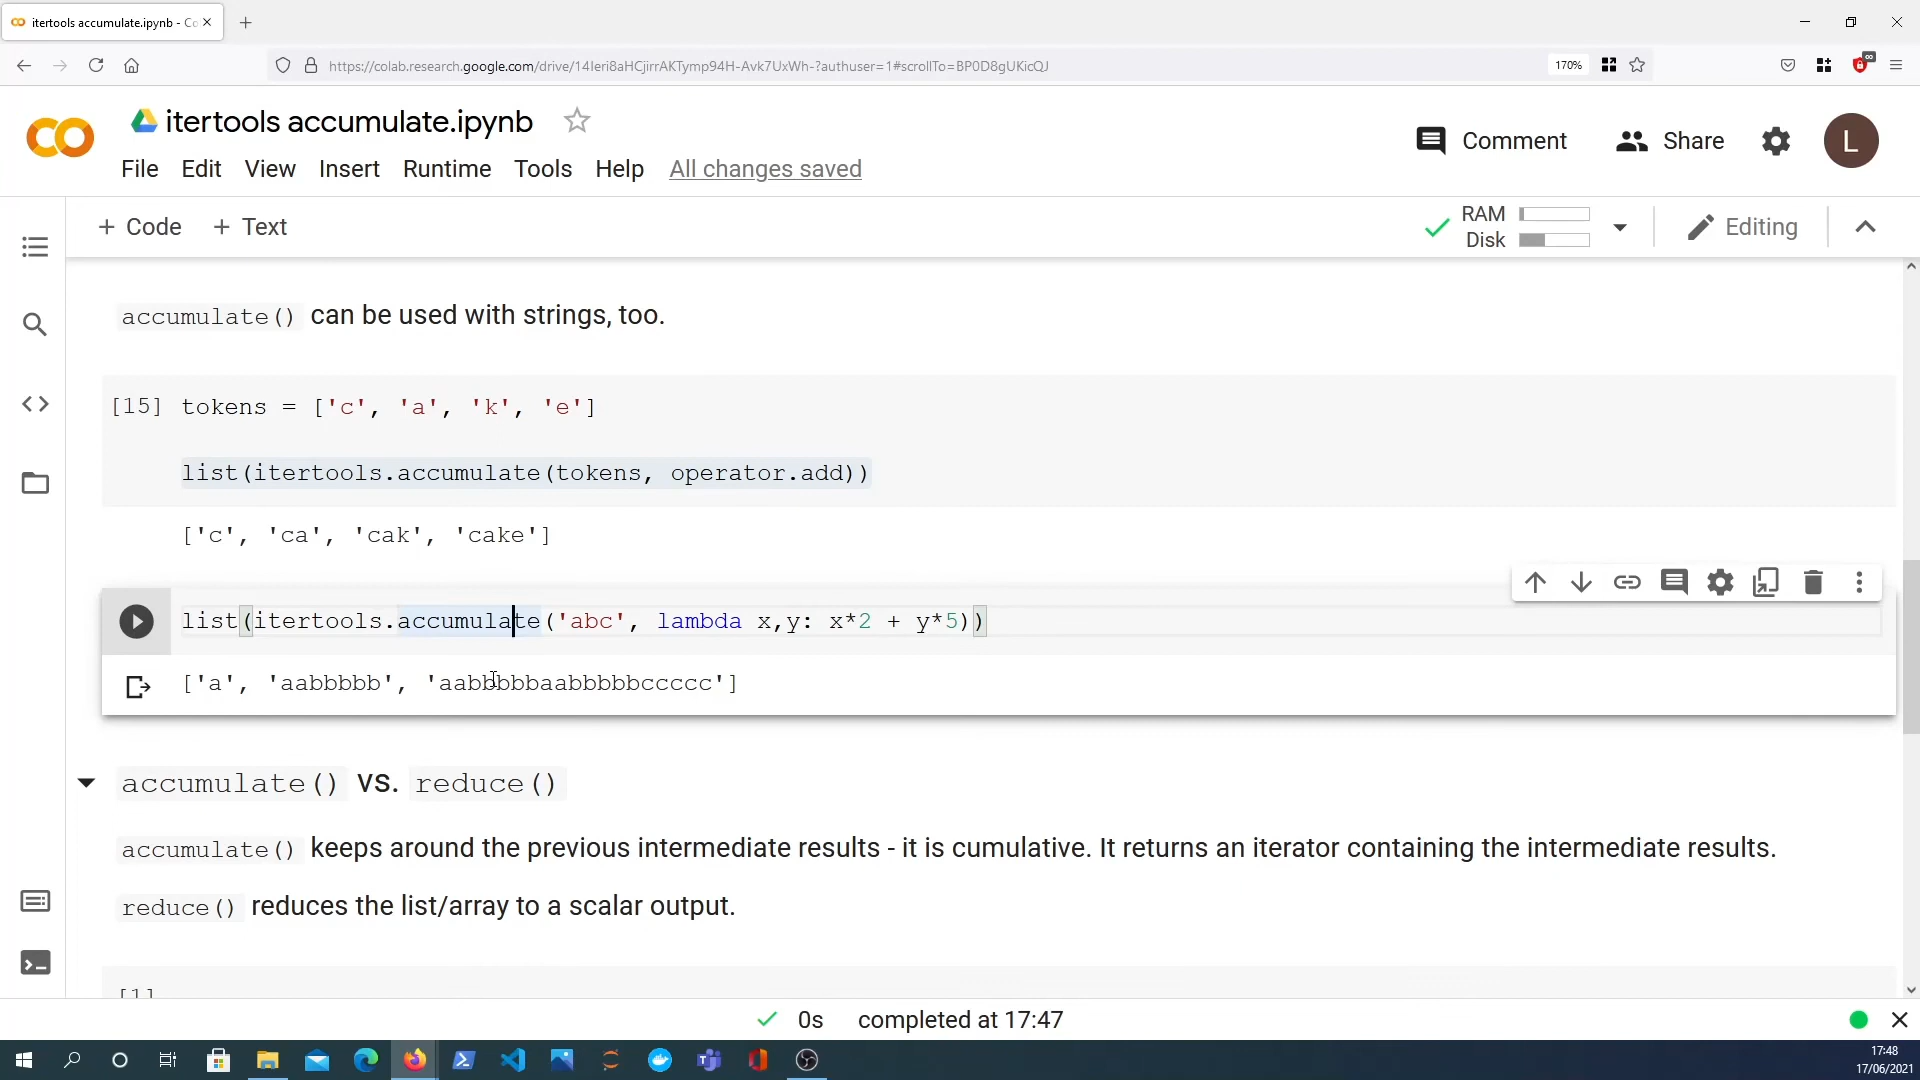 itertools accumulate.ipynb - Co
https://colab.research.google.com/drive/14Ieri8aHCjirrAKTymp94H-Avk7UxWh-?authuser=1#scrollTo=BP0D8gUKicQJ
170%
itertools accumulate.ipynb
Comment
Share
L
File Edit View Insert Runtime Tools Help All changes saved
+ Code + Text
RAM
Disk
Editing
accumulate() can be used with strings, too.
[15] tokens = ['c', 'a', 'k', 'e']
list(itertools.accumulate(tokens, operator.add))
['c', 'ca', 'cak', 'cake']
list(itertools.accumulate('abc', lambda x,y: x*2 + y*5))
['a', 'aabbbbb', 'aabbbbbaabbbbbccccc']
accumulate() vs. reduce()
accumulate() keeps around the previous intermediate results - it is cumulative. It returns an iterator containing the intermediate results.
reduce() reduces the list/array to a scalar output.
[1]
0s completed at 17:47
17:48
17/06/2021